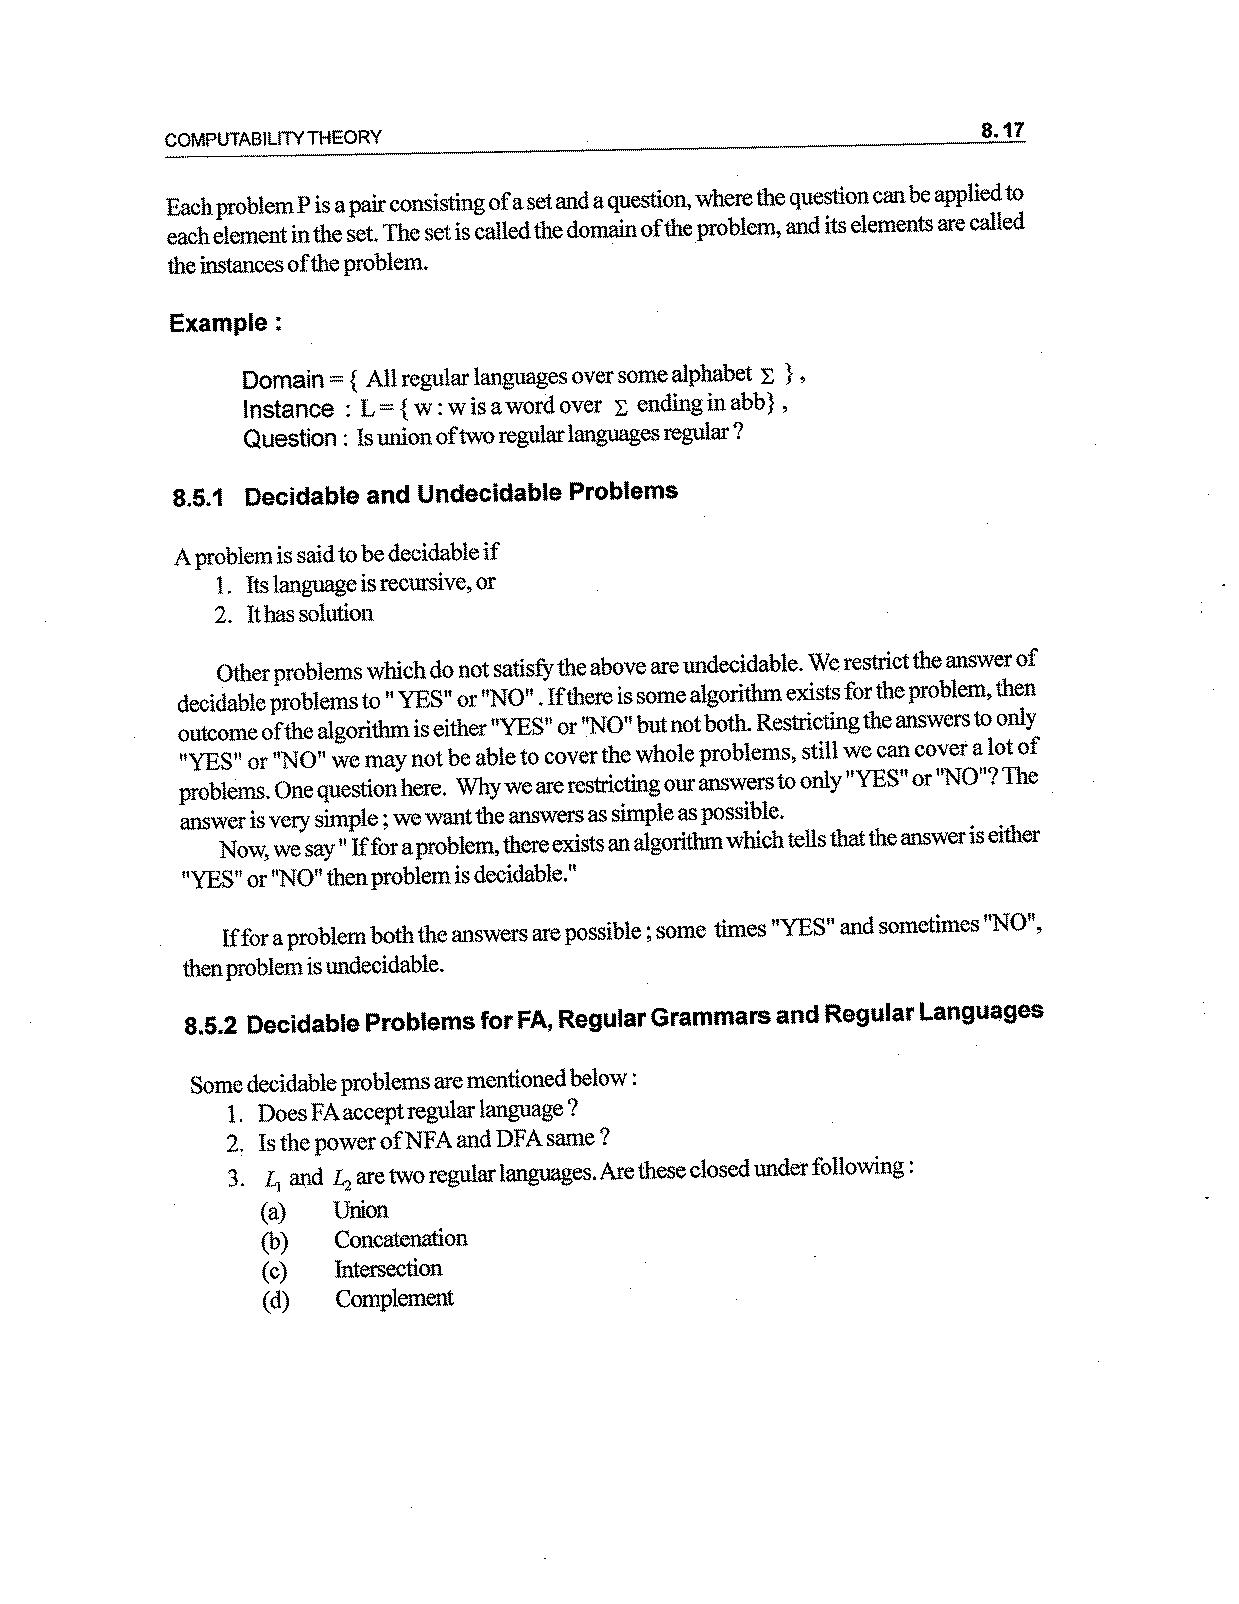 COMPUTABILITY THEORY 8.17
Each problem P is a pair consisting of a set and a question, where the question can be applied to
each element in the set. The set is called the domain of the problem, and its elements are called
the instances of the problem.
Example :
Domain = { All regular languages over some alphabet Σ } ,
Instance : L = { w : w is a word over Σ ending in abb} ,
Question : Is union of two regular languages regular ?
8.5.1 Decidable and Undecidable Problems
A problem is said to be decidable if
1. Its language is recursive, or
2. It has solution
Other problems which do not satisfy the above are undecidable. We restrict the answer of
decidable problems to " YES" or "NO" . If there is some algorithm exists for the problem, then
outcome of the algorithm is either "YES" or "NO" but not both. Restricting the answers to only
"YES" or "NO" we may not be able to cover the whole problems, still we can cover a lot of
problems. One question here. Why we are restricting our answers to only "YES" or "NO"? The
answer is very simple ; we want the answers as simple as possible.
Now, we say " If for a problem, there exists an algorithm which tells that the answer is either
"YES" or "NO" then problem is decidable."
If for a problem both the answers are possible ; some times "YES" and sometimes "NO",
then problem is undecidable.
8.5.2 Decidable Problems for FA, Regular Grammars and Regular Languages
Some decidable problems are mentioned below :
1. Does FA accept regular language ?
2. Is the power of NFA and DFA same ?
3. L₁ and L₂ are two regular languages. Are these closed under following :
(a) Union
(b) Concatenation
(c) Intersection
(d) Complement